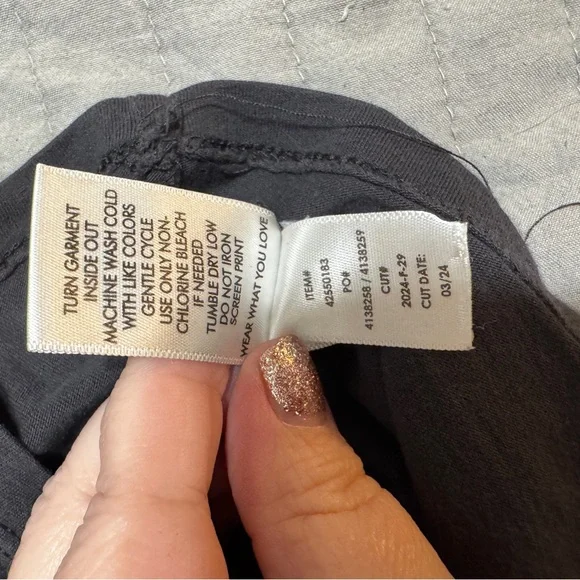 TURN GARMENT
INSIDE OUT
MACHINE WASH COLD
WITH LIKE COLORS
GENTLE CYCLE
USE ONLY NON-
CHLORINE BLEACH
IF NEEDED
TUMBLE DRY LOW
DO NOT IRON
SCREEN PRINT
WEAR WHAT YOU LOVE
ITEM#
42550183
PO#
4138258 / 4138259
CUT#
2024-F-29
CUT DATE:
03/24